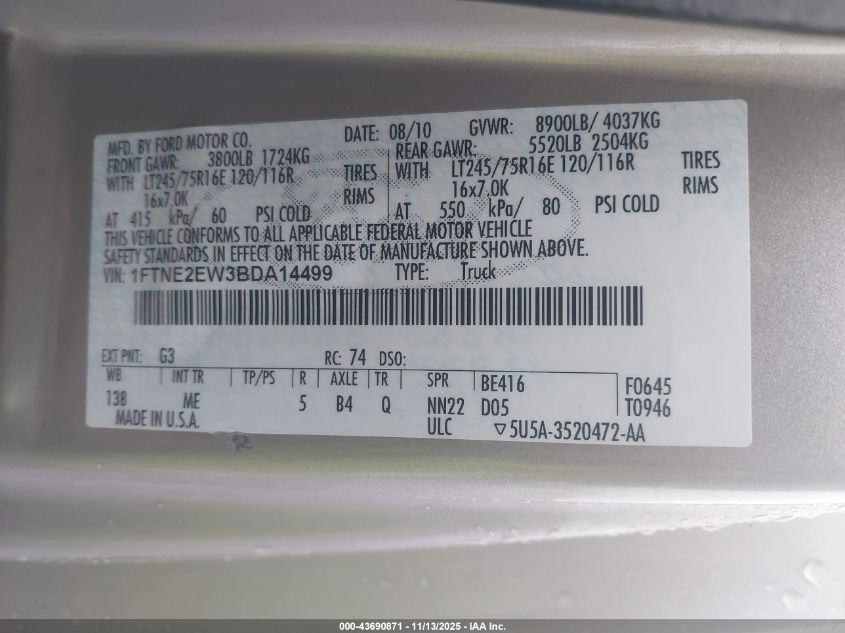 MFD. BY FORD MOTOR CO. DATE: 08/10 GVWR: 8900LB/ 4037KG
FRONT GAWR: 3800LB 1724KG REAR GAWR: 5520LB 2504KG
WITH LT245/75R16E 120/116R TIRES WITH LT245/75R16E 120/116R TIRES
16x7.0K RIMS 16x7.0K RIMS
AT 415 kPa/ 60 PSI COLD AT 550 kPa/ 80 PSI COLD
THIS VEHICLE CONFORMS TO ALL APPLICABLE FEDERAL MOTOR VEHICLE
SAFETY STANDARDS IN EFFECT ON THE DATE OF MANUFACTURE SHOWN ABOVE.
VIN: 1FTNE2EW3BDA14499 TYPE: Truck
EXT PNT: G3 RC: 74 DSO:
WB INT TR TP/PS R AXLE TR SPR BE416 F0645
138 ME 5 B4 Q NN22 D05 T0946
MADE IN U.S.A. ULC ▽5U5A-3520472-AA
000-43690871 - 11/13/2025 - IAA Inc.